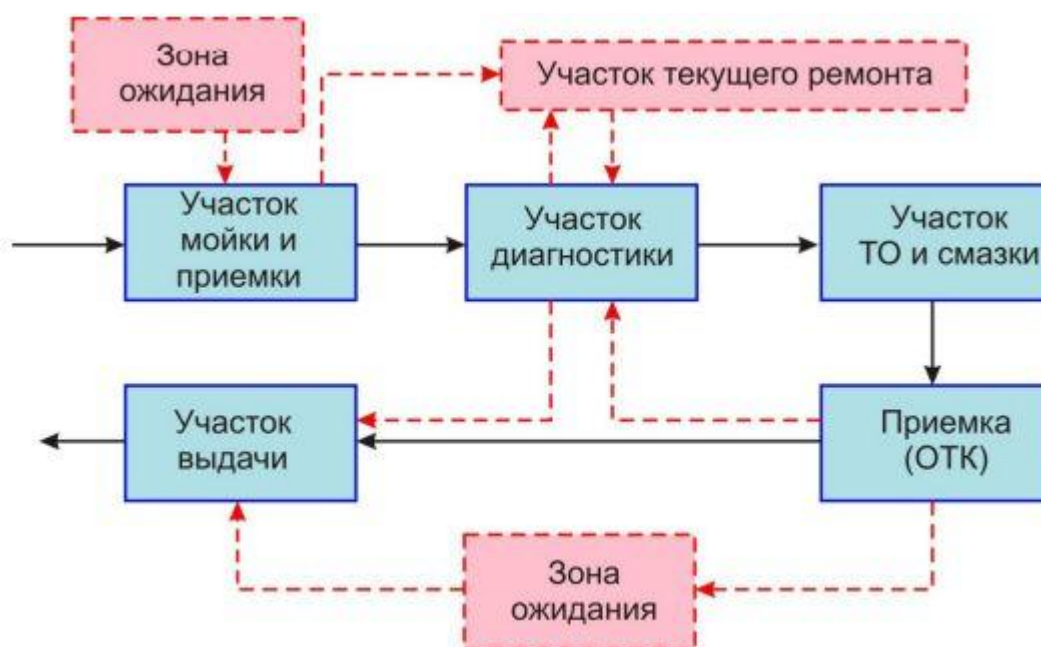 Зона
ожидания
Участок текущего ремонта
Участок
мойки и
приемки
Участок
диагностики
Участок
ТО и смазки
Участок
выдачи
Приемка
(ОТК)
Зона
ожидания